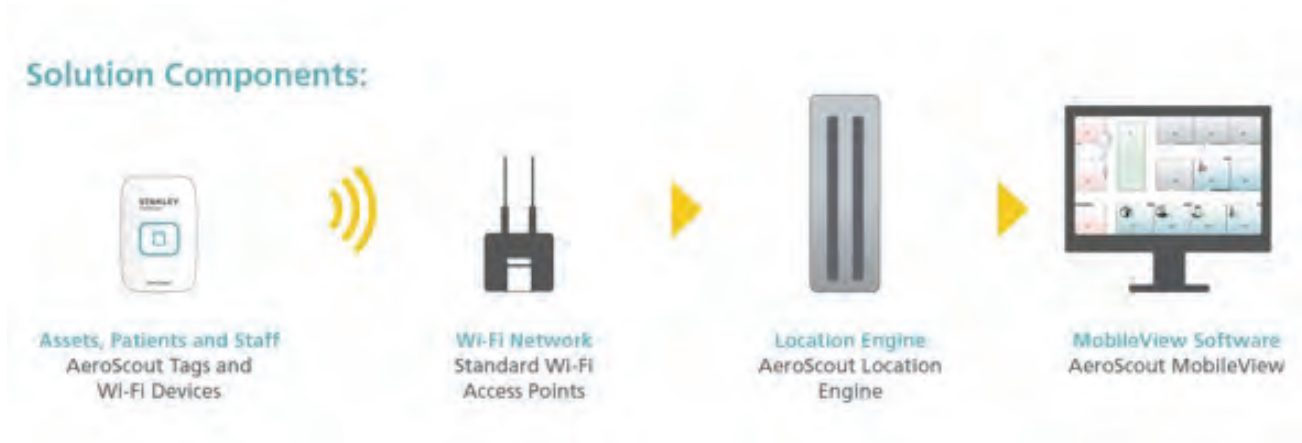 Solution Components:
STANLEY
Assets, Patients and Staff
AeroScout Tags and
Wi-Fi Devices
Wi-Fi Network
Standard Wi-Fi
Access Points
Location Engine
AeroScout Location
Engine
MobileView Software
AeroScout MobileView